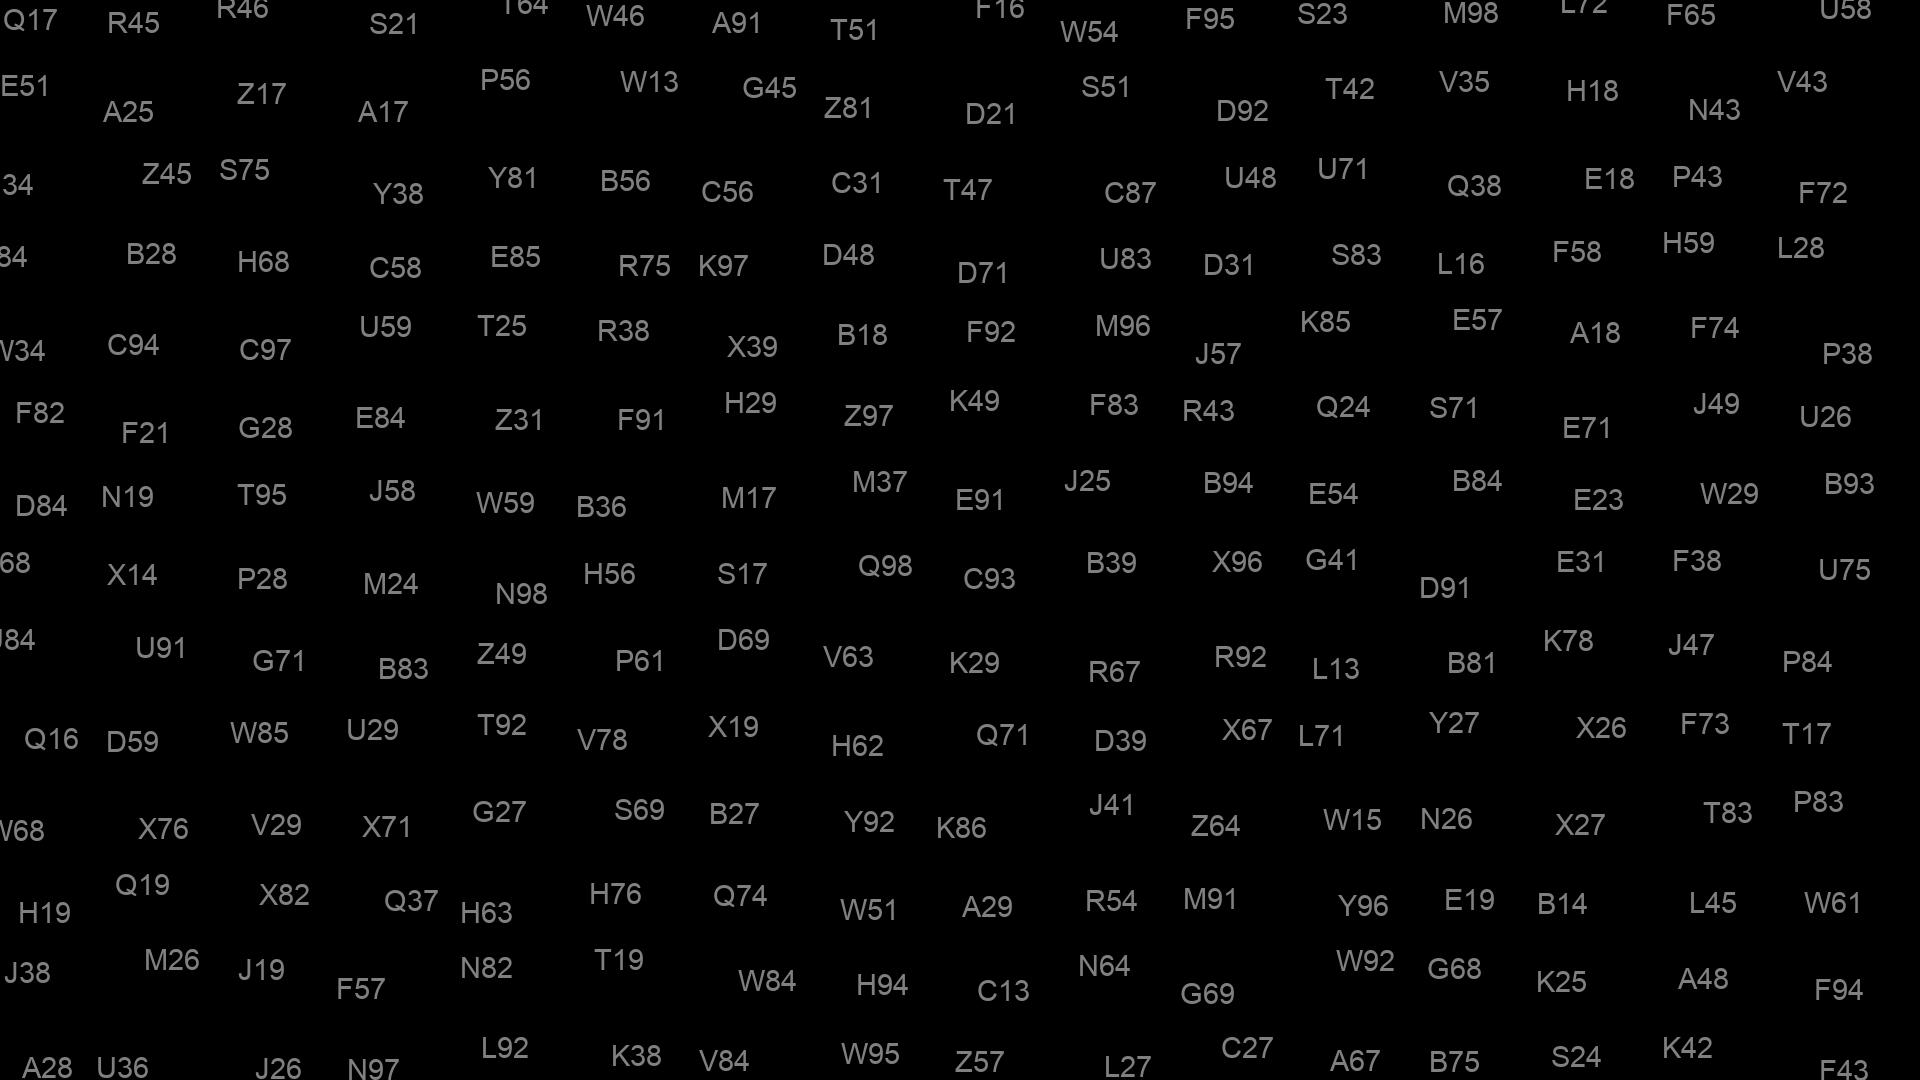 Q17 R45 R46 S21 T64 W46 A91 T51 F16 W54 F95 S23 M98 L72 F65 U58
E51 A25 Z17 A17 P56 W13 G45 Z81 D21 S51 D92 T42 V35 H18 N43 V43
34 Z45 S75 Y38 Y81 B56 C56 C31 T47 C87 U48 U71 Q38 E18 P43 F72
84 B28 H68 C58 E85 R75 K97 D48 D71 U83 D31 S83 L16 F58 H59 L28
W34 C94 C97 U59 T25 R38 X39 B18 F92 M96 J57 K85 E57 A18 F74 P38
F82 F21 G28 E84 Z31 F91 H29 Z97 K49 F83 R43 Q24 S71 E71 J49 U26
D84 N19 T95 J58 W59 B36 M17 M37 E91 J25 B94 E54 B84 E23 W29 B93
68 X14 P28 M24 N98 H56 S17 Q98 C93 B39 X96 G41 D91 E31 F38 U75
84 U91 G71 B83 Z49 P61 D69 V63 K29 R67 R92 L13 B81 K78 J47 P84
Q16 D59 W85 U29 T92 V78 X19 H62 Q71 D39 X67 L71 Y27 X26 F73 T17
W68 X76 V29 X71 G27 S69 B27 Y92 K86 J41 Z64 W15 N26 X27 T83 P83
H19 Q19 X82 Q37 H63 H76 Q74 W51 A29 R54 M91 Y96 E19 B14 L45 W61
J38 M26 J19 F57 N82 T19 W84 H94 C13 N64 G69 W92 G68 K25 A48 F94
A28 U36 J26 N97 L92 K38 V84 W95 Z57 L27 C27 A67 B75 S24 K42 F43